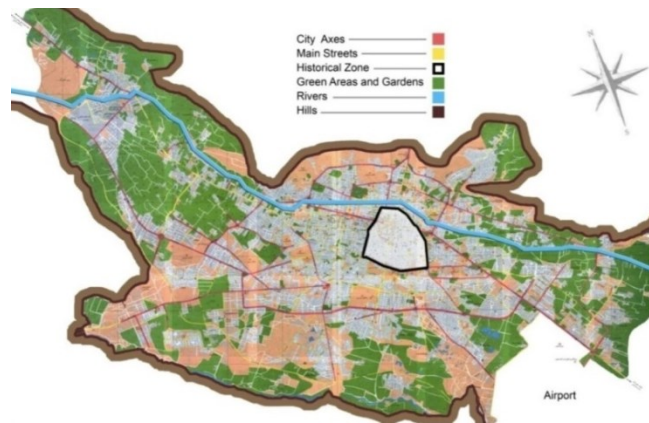 City Axes
Main Streets
Historical Zone
Green Areas and Gardens
Rivers
Hills
Airport